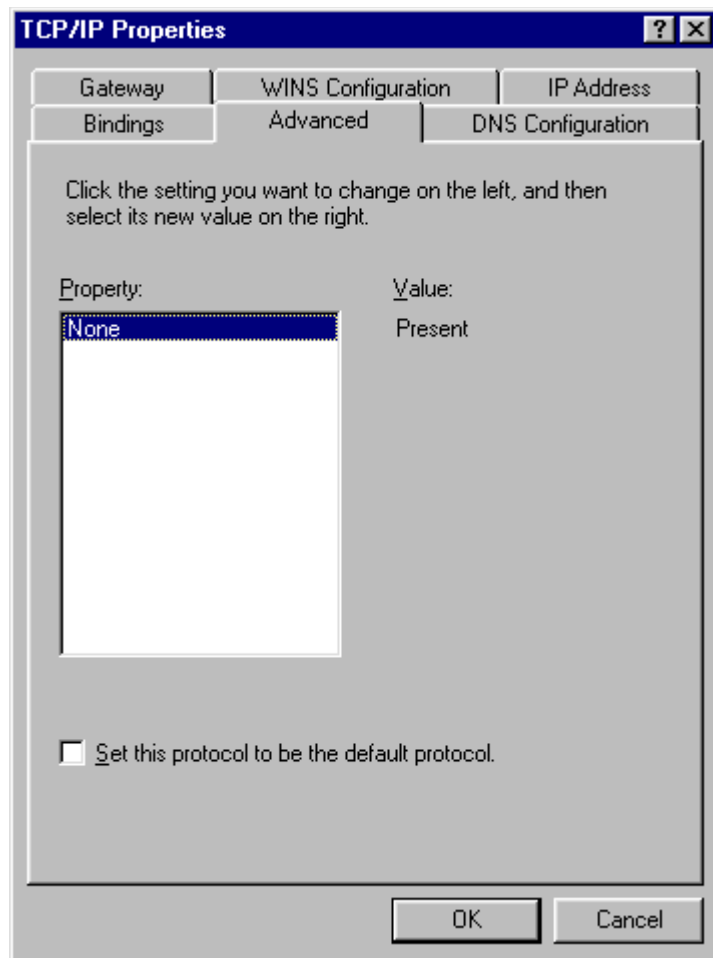 TCP/IP Properties
Gateway
WINS Configuration
IP Address
Bindings
Advanced
DNS Configuration
Click the setting you want to change on the left, and then
select its new value on the right.
Property:
Value:
None
Present
Set this protocol to be the default protocol.
OK
Cancel